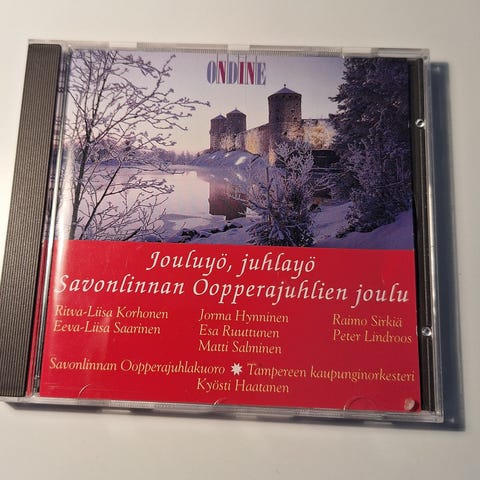 ONDINE
Jouluyö, juhlayö
Savonlinnan Oopperajuhlien joulu
Ritva-Liisa Korhonen Jorma Hynninen Raimo Sirkiä
Eeva-Liisa Saarinen Esa Ruuttunen Peter Lindroos
Matti Salminen
Savonlinnan Oopperajuhlakuoro ✷ Tampereen kaupunginorkesteri
Kyösti Haatanen